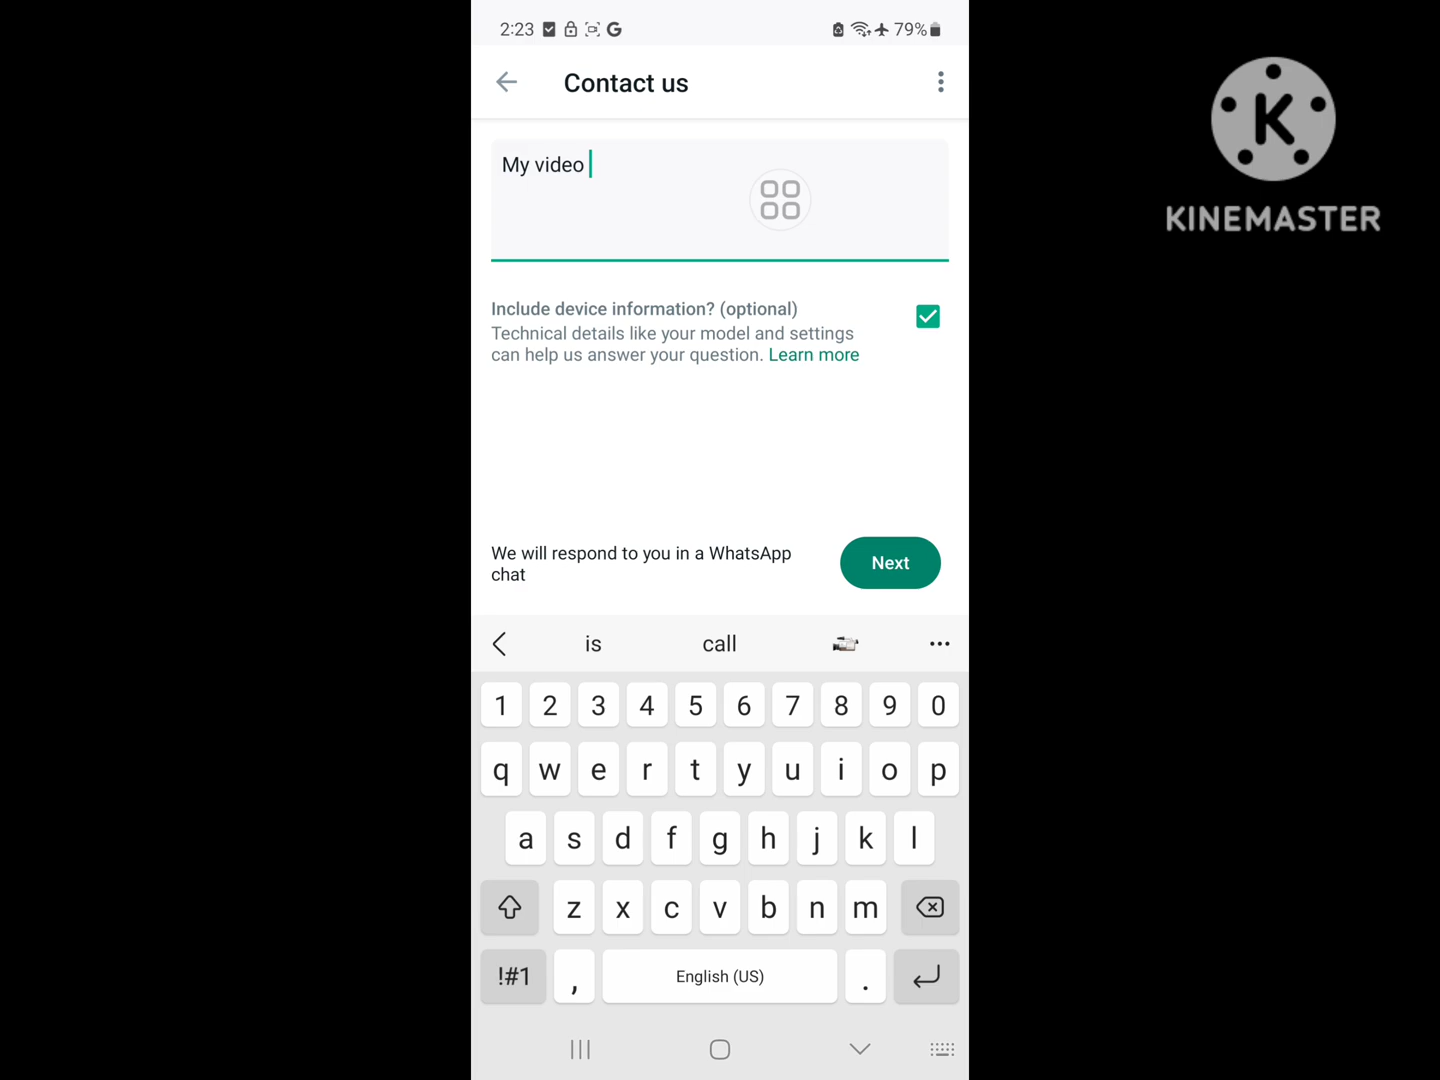 2:23 79%
Contact us
My video
Include device information? (optional)
Technical details like your model and settings
can help us answer your question. Learn more
We will respond to you in a WhatsApp
chat
Next
is call
1 2 3 4 5 6 7 8 9 0
q w e r t y u i o p
a s d f g h j k l
z x c v b n m
!#1 , English (US) .
K
KINEMASTER